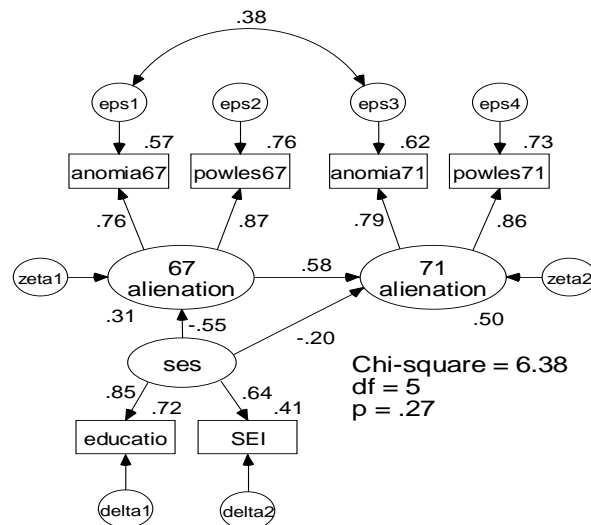 .38
eps1
eps2
eps3
eps4
.57
.76
.62
.73
anomia67
powles67
anomia71
powles71
.76
.87
.79
.86
zeta1
67
alienation
.58
71
alienation
zeta2
.31
-.55
-.20
.50
ses
Chi-square = 6.38
df = 5
p = .27
.85
.72
.64
.41
educatio
SEI
delta1
delta2